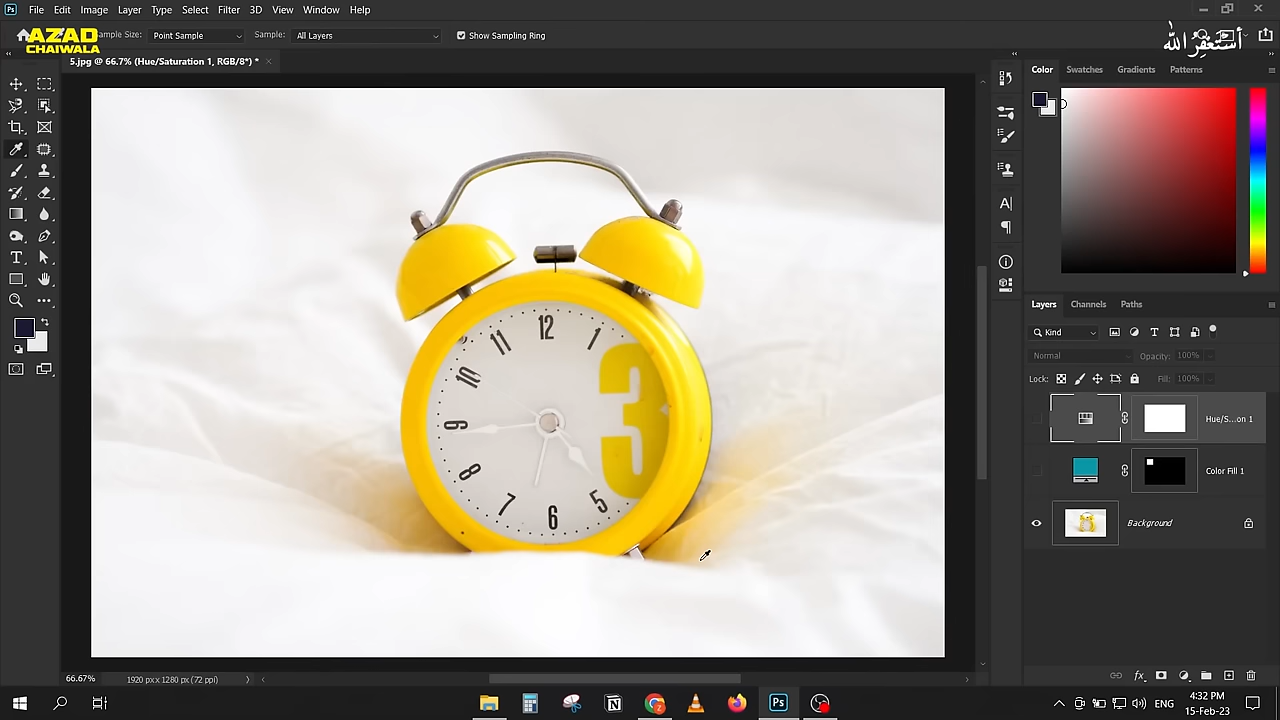 File Edit Image Layer Type Select Filter 3D View Window Help
AZAD
CHAIWALA
ample Size: Point Sample Sample: All Layers Show Sampling Ring
أستغفر الله
5.jpg @ 66.7% (Hue/Saturation 1, RGB/8*) *
Color Swatches Gradients Patterns
12
11 1
10
3
9
8
7 5
6
Layers Channels Paths
Kind
Normal Opacity: 100%
Lock: Fill: 100%
Hue/S...on 1
Color Fill 1
Background
66.67% 1920 px x 1280 px (72 ppi)
4:32 PM
ENG
15-Feb-23